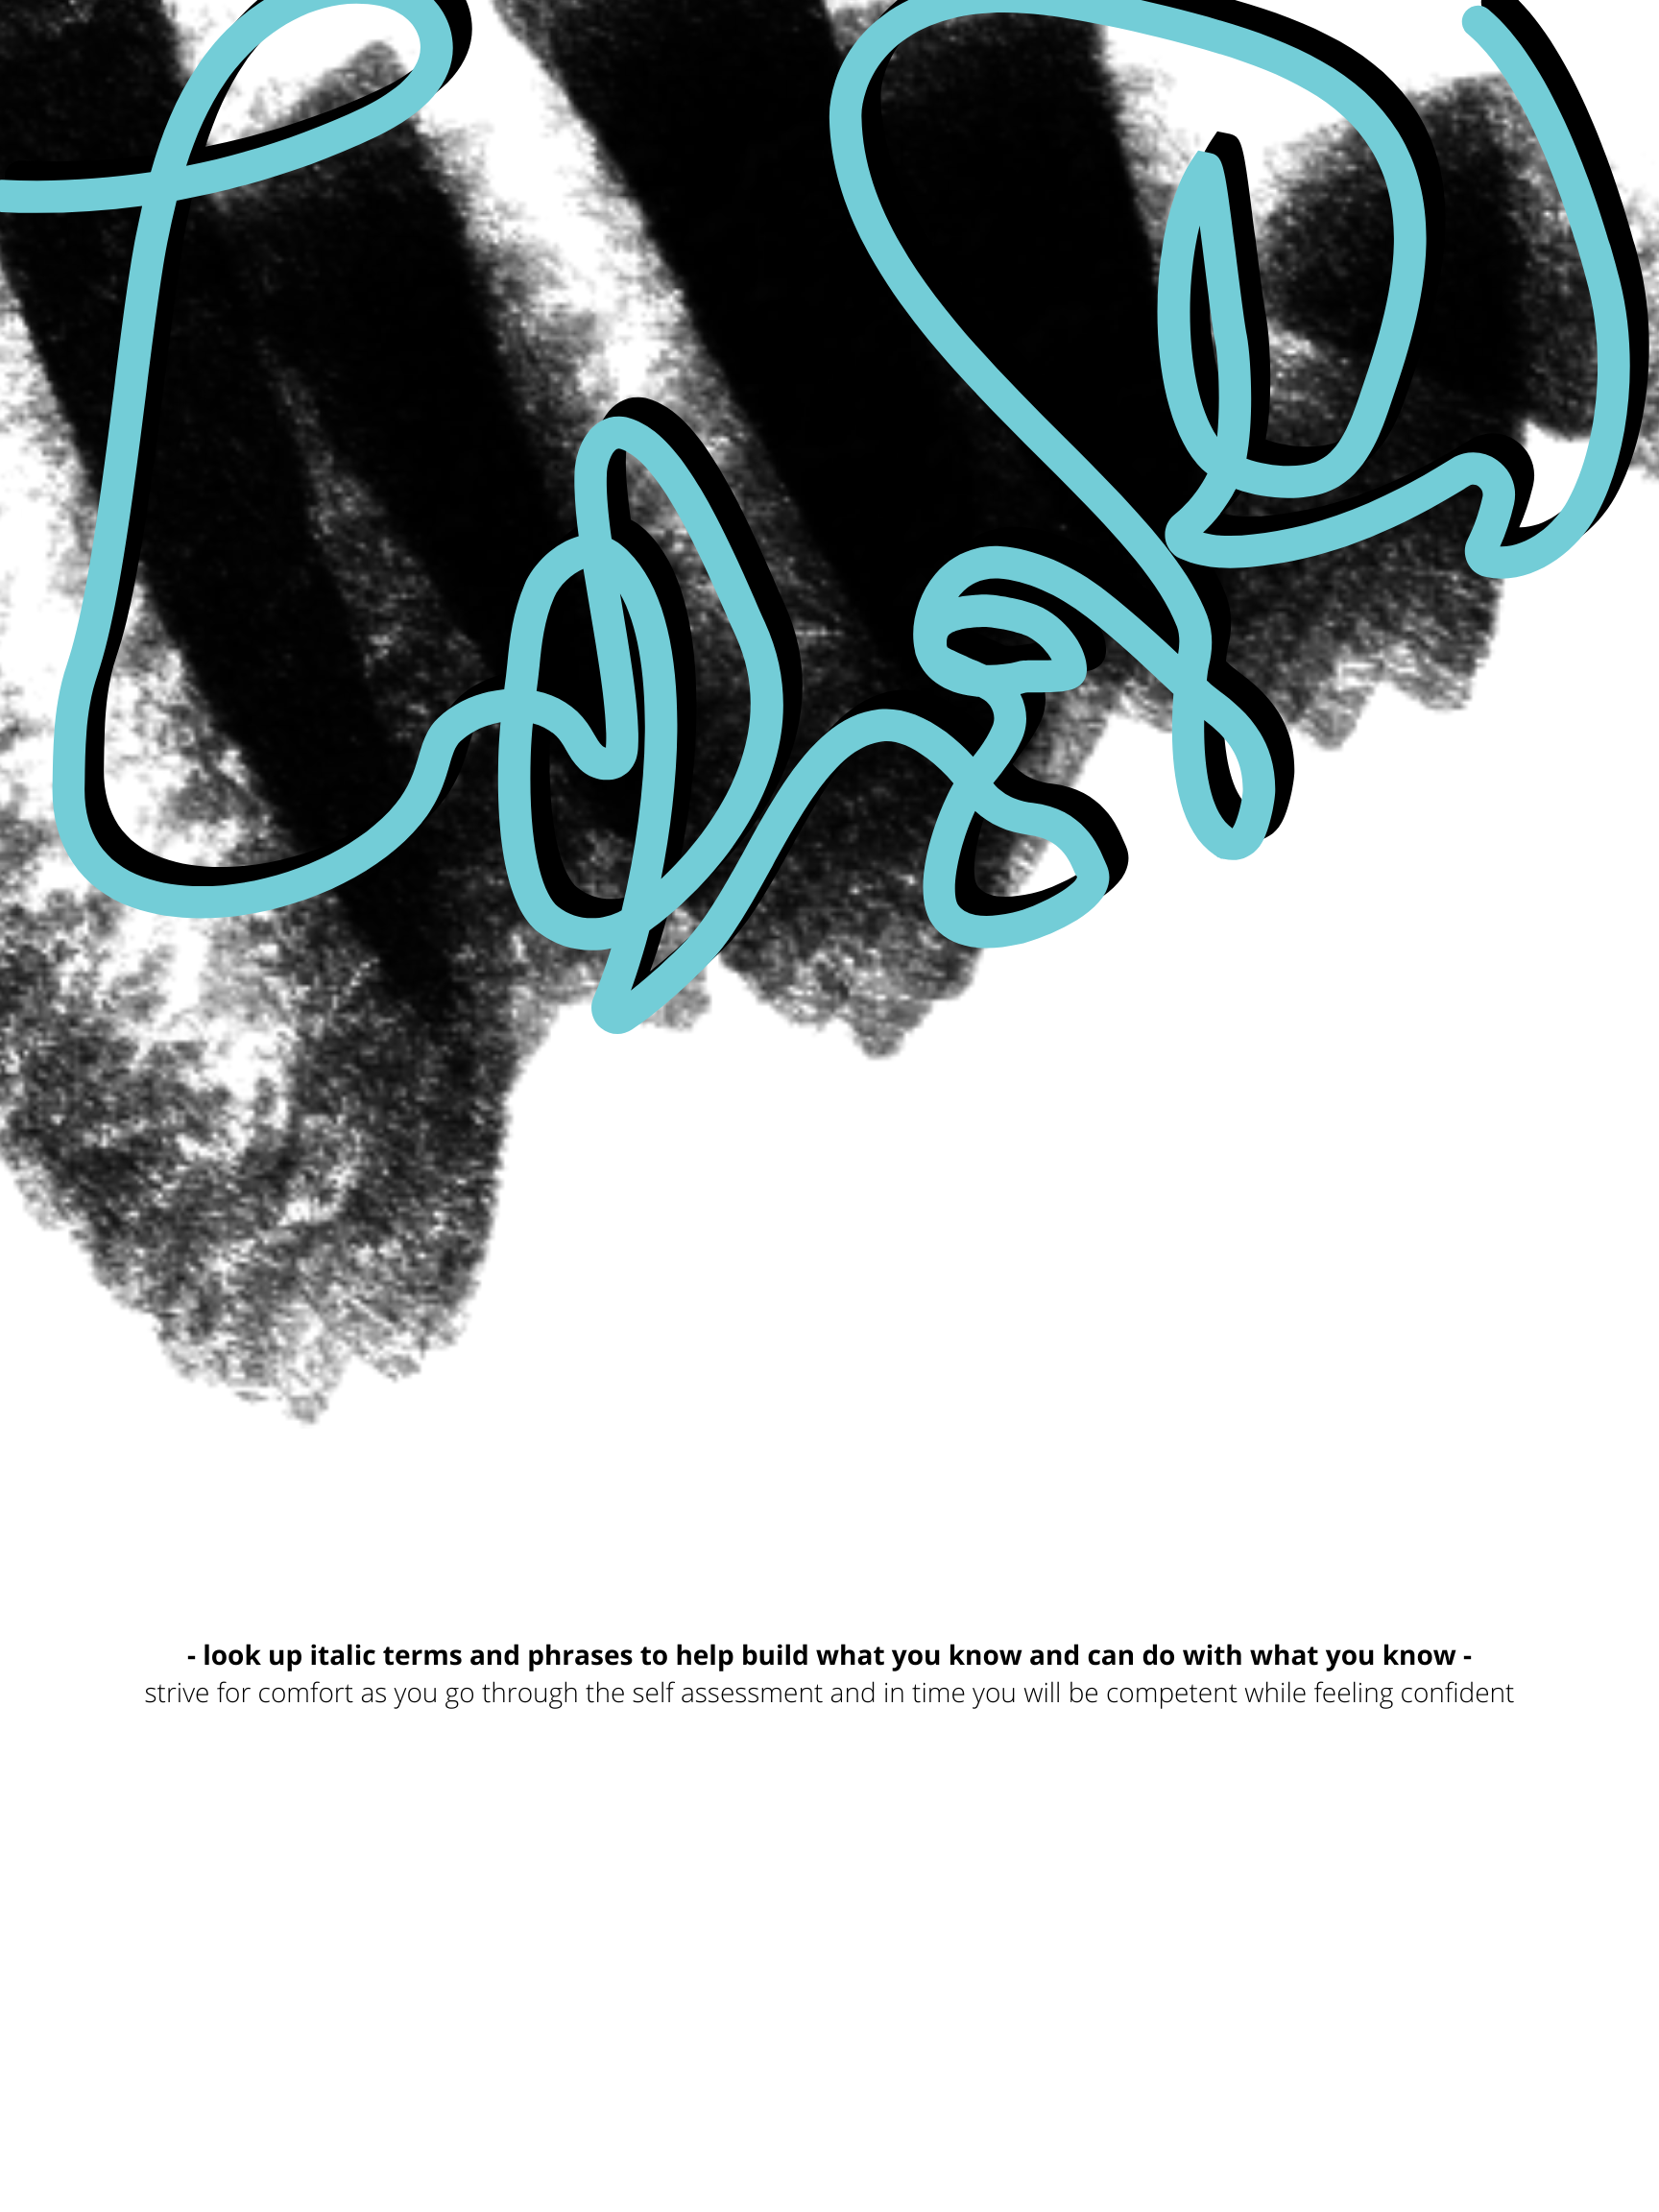 - look up italic terms and phrases to help build what you know and can do with what you know -
strive for comfort as you go through the self assessment and in time you will be competent while feeling confident